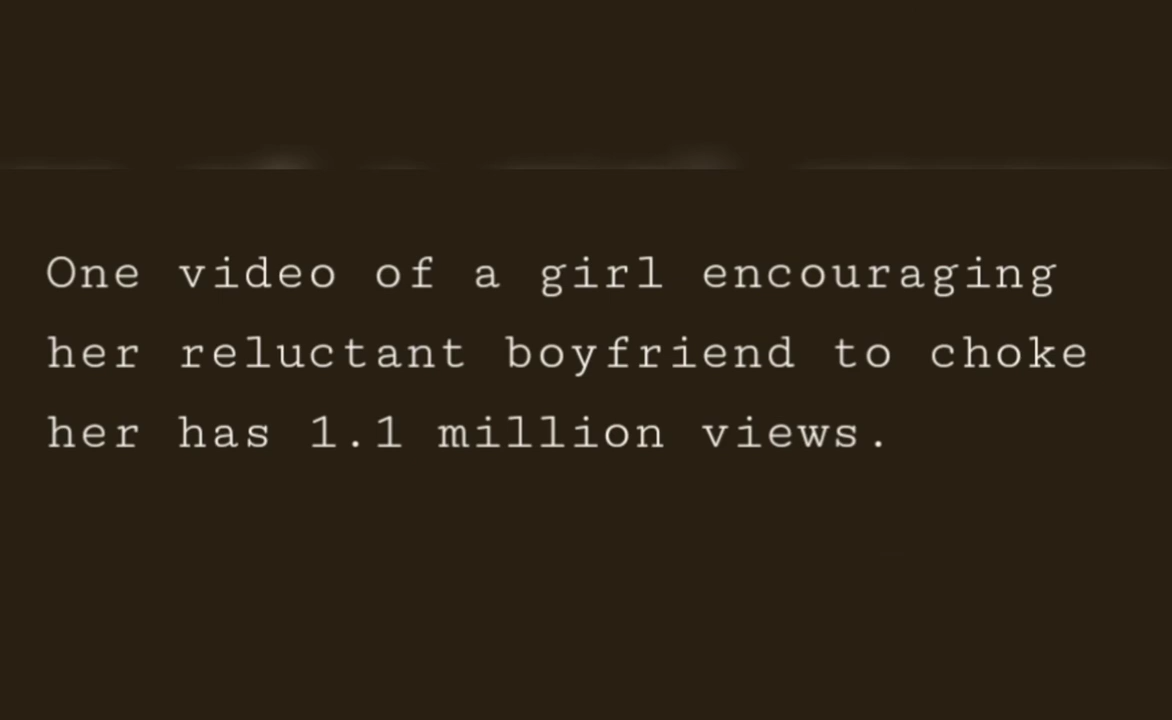 One video of a girl encouraging
her reluctant boyfriend to choke
her has 1.1 million views.